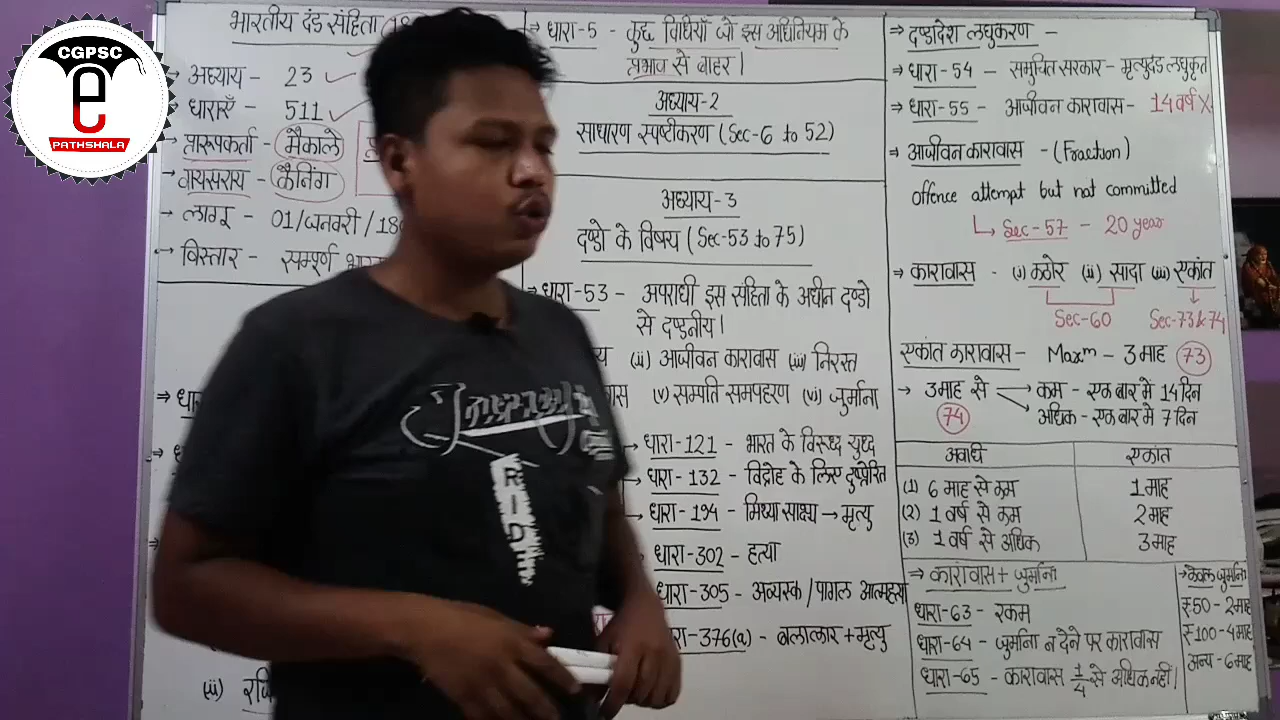 CGPSC
e
PATHSHALA
भारतीय दंड संहिता
अध्याय - 23
धाराएँ - 511
प्रारूपकर्ता - मैकाले
वायसराय - कैनिंग
लागू - 01/जनवरी/
विस्तार - सम्पूर्ण
⇒ धारा-5 - कुछ विधियाँ जो इस अधिनियम के
प्रभाव से बाहर।
अध्याय-2
साधारण स्पष्टीकरण (Sec-6 to 52)
अध्याय-3
दण्डो के विषय (Sec-53 to 75)
धारा-53 - अपराधी इस संहिता के अधीन दण्डो
से दण्डनीय।
(ii) आजीवन कारावास (iii) निरस्त
(v) सम्पति समपहरण (vi) जुर्माना
→ धारा-121 - भारत के विरूध्द युध्द
→ धारा-132 - विद्रोह के लिए दुष्प्रेरित
→ धारा-194 - मिथ्या साक्ष्य → मृत्यु
धारा-302 - हत्या
धारा-305 - अव्यस्क / पागल आत्महत्या
-376(a) - बलात्कार + मृत्यु
(ii)
⇒ दण्डादेश लघुकरण -
⇒ धारा-54 - समुचित सरकार - मृत्युदंड लघुकृत
⇒ धारा-55 - आजीवन कारावास - 14 वर्ष X
⇒ आजीवन कारावास - (Fraction)
offence attempt but not committed
↳ Sec-57 - 20 year
⇒ कारावास - (i) कठोर (ii) सादा (iii) एकांत
Sec-60 Sec-73 & 74
एकांत कारावास - Maxᵐ - 3 माह 73
→ 3 माह से कम - एक बार मे 14 दिन
74 अधिक - एक बार मे 7 दिन
अवधि एकांत
(1) 6 माह से कम 1 माह
(2) 1 वर्ष से कम 2 माह
(3) 1 वर्ष से अधिक 3 माह
⇒ कारावास + जुर्माना
धारा-63 - रकम
धारा-64 - जुर्माना न देने पर कारावास
धारा-65 - कारावास 1/4 से अधिक नहीं।
→ केवल जुर्माना
₹50 - 2 माह
₹100 - 4 माह
अन्य - 6 माह